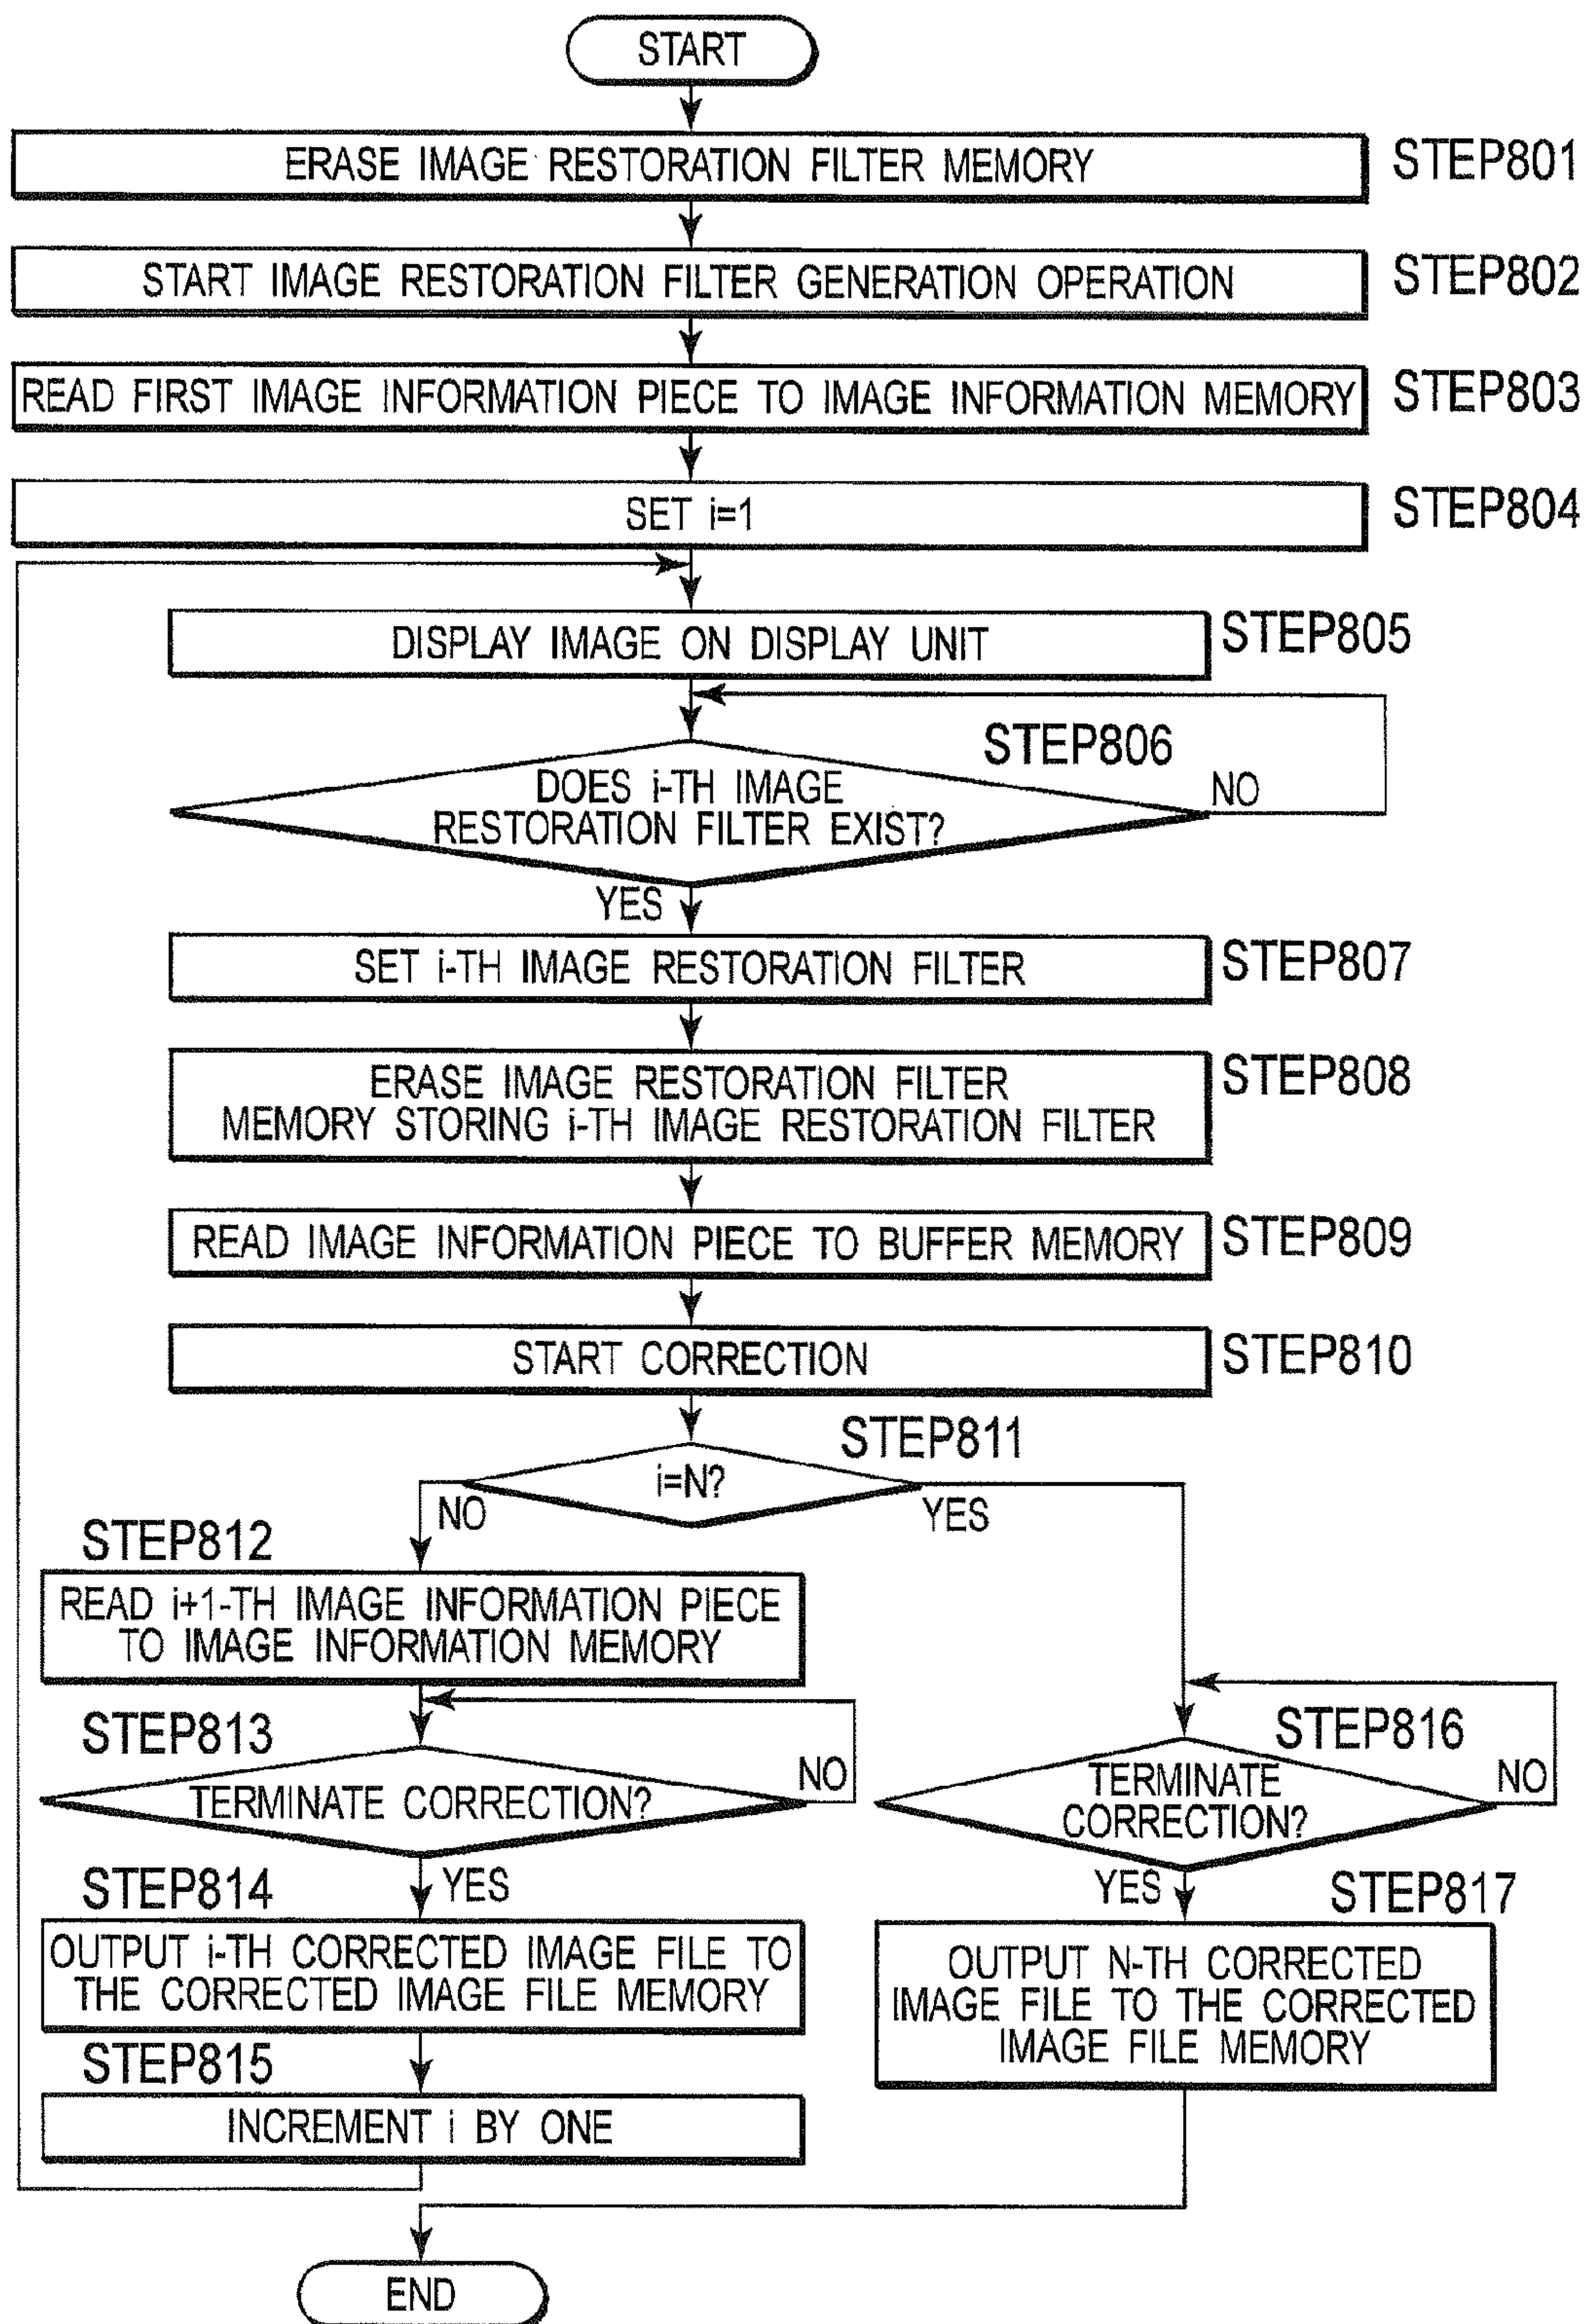 START
ERASE IMAGE RESTORATION FILTER MEMORY
STEP801
START IMAGE RESTORATION FILTER GENERATION OPERATION
STEP802
READ FIRST IMAGE INFORMATION PIECE TO IMAGE INFORMATION MEMORY
STEP803
SET i=1
STEP804
DISPLAY IMAGE ON DISPLAY UNIT
STEP805
STEP806
DOES i-TH IMAGE
RESTORATION FILTER EXIST?
NO
YES
SET i-TH IMAGE RESTORATION FILTER
STEP807
ERASE IMAGE RESTORATION FILTER
MEMORY STORING i-TH IMAGE RESTORATION FILTER
STEP808
READ IMAGE INFORMATION PIECE TO BUFFER MEMORY
STEP809
START CORRECTION
STEP810
STEP811
i=N?
NO
YES
STEP812
READ i+1-TH IMAGE INFORMATION PIECE
TO IMAGE INFORMATION MEMORY
STEP813
TERMINATE CORRECTION?
NO
YES
STEP814
OUTPUT i-TH CORRECTED IMAGE FILE TO
THE CORRECTED IMAGE FILE MEMORY
STEP815
INCREMENT i BY ONE
STEP816
TERMINATE
CORRECTION?
NO
YES
STEP817
OUTPUT N-TH CORRECTED
IMAGE FILE TO THE CORRECTED
IMAGE FILE MEMORY
END